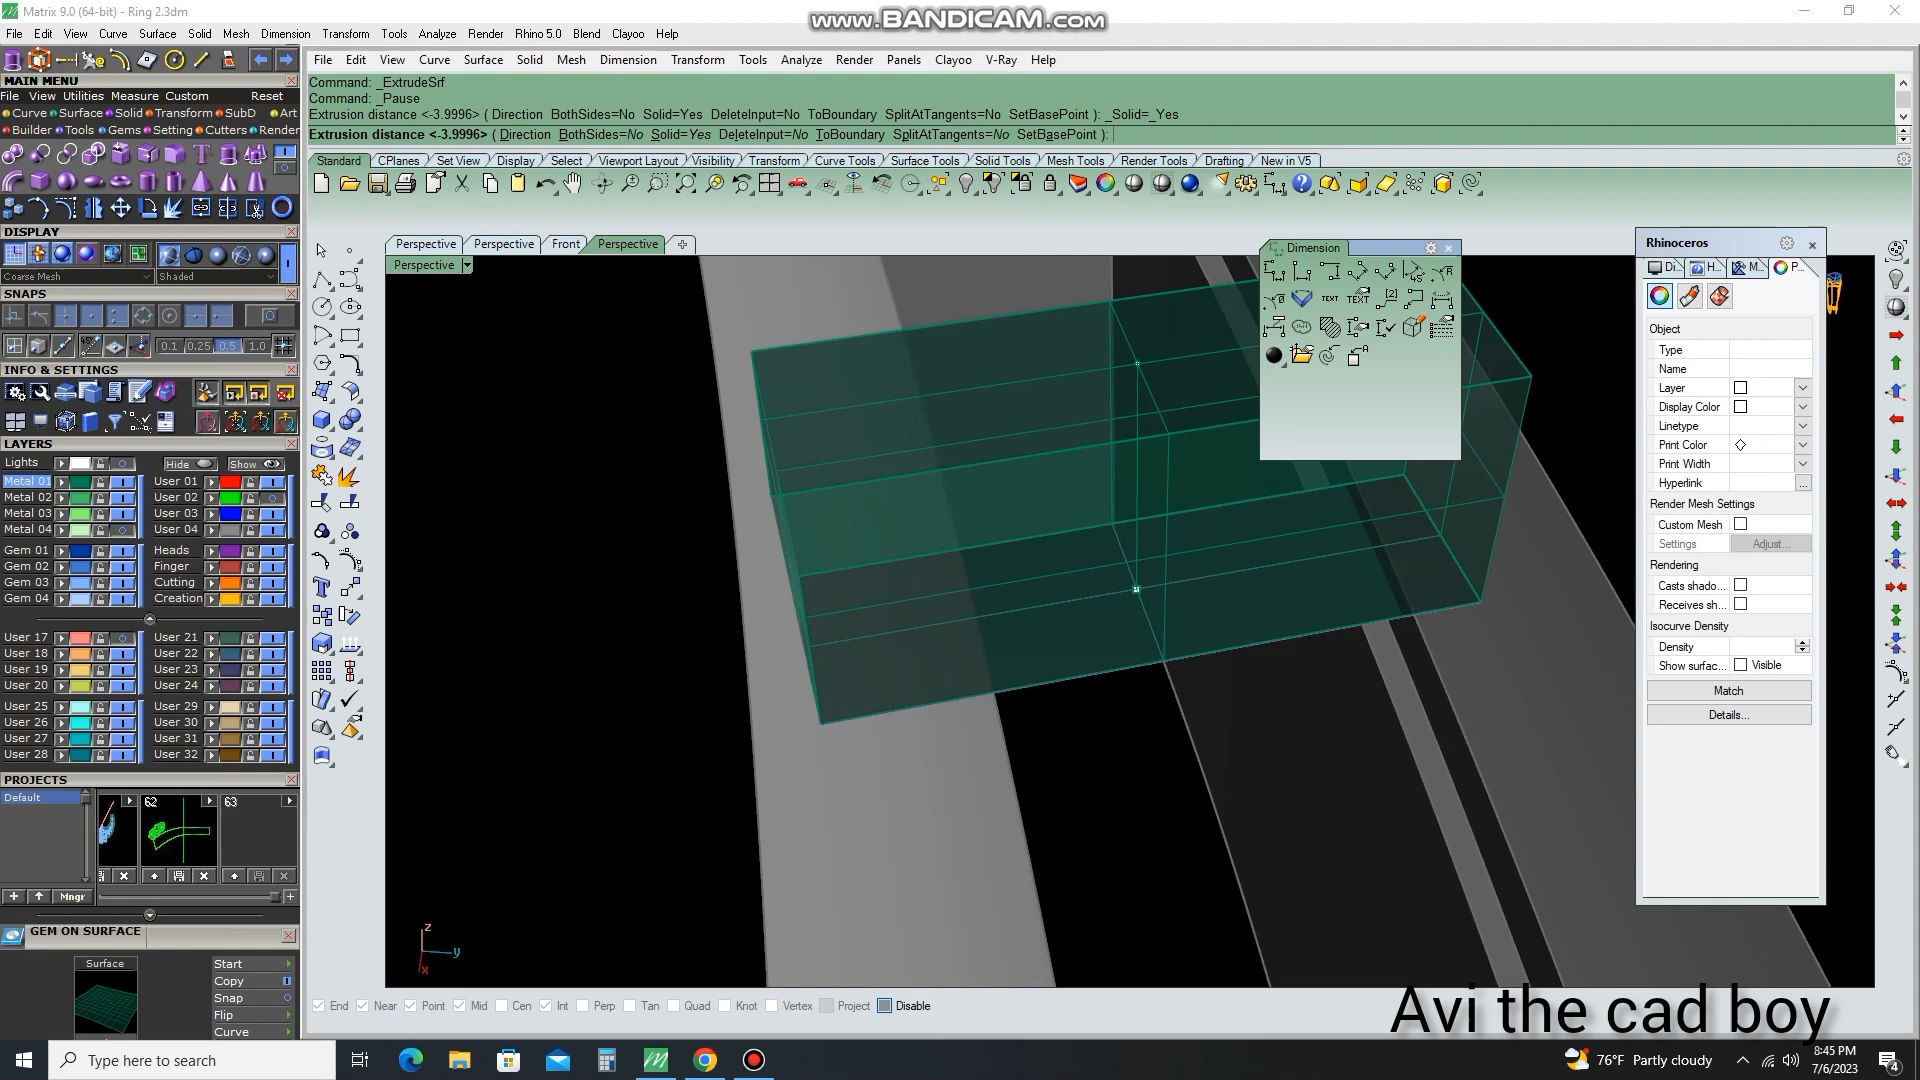 Matrix 9.0 (64-bit) - Ring 2.3dm
www.BANDICAM.com
File Edit View Curve Surface Solid Mesh Dimension Transform Tools Analyze Render Rhino 5.0 Blend Clayoo Help
File Edit View Curve Surface Solid Mesh Dimension Transform Tools Analyze Render Panels Clayoo V-Ray Help
MAIN MENU
File View Utilities Measure Custom Reset
Curve Surface Solid Transform SubD Art
Builder Tools Gems Setting Cutters Render
Command: _ExtrudeSrf
Command: _Pause
Extrusion distance <-3.9996> ( Direction BothSides=No Solid=Yes DeleteInput=No ToBoundary SplitAtTangents=No SetBasePoint ): _Solid=_Yes
Extrusion distance <-3.9996> ( Direction BothSides=No Solid=Yes DeleteInput=No ToBoundary SplitAtTangents=No SetBasePoint ):
Standard CPlanes Set View Display Select Viewport Layout Visibility Transform Curve Tools Surface Tools Solid Tools Mesh Tools Render Tools Drafting New in V5
DISPLAY
Coarse Mesh Shaded
SNAPS
0.1 0.25 0.5 1.0
INFO & SETTINGS
LAYERS
Lights Hide Show
Metal 01 User 01
Metal 02 User 02
Metal 03 User 03
Metal 04 User 04
Gem 01 Heads
Gem 02 Finger
Gem 03 Cutting
Gem 04 Creation
User 17 User 21
User 18 User 22
User 19 User 23
User 20 User 24
User 25 User 29
User 26 User 30
User 27 User 31
User 28 User 32
PROJECTS
Default
62 63
Mngr
GEM ON SURFACE
Surface
Start
Copy
Snap
Flip
Curve
Perspective Perspective Front Perspective
Perspective
z
y
x
Dimension
TEXT TEXT
Rhinoceros
Di... H... M... P...
Object
Type
Name
Layer
Display Color
Linetype
Print Color
Print Width
Hyperlink ...
Render Mesh Settings
Custom Mesh
Settings Adjust...
Rendering
Casts shado...
Receives sh...
Isocurve Density
Density
Show surfac... Visible
Match
Details...
End Near Point Mid Cen Int Perp Tan Quad Knot Vertex Project Disable
Avi the cad boy
Type here to search
76°F Partly cloudy
8:45 PM
7/6/2023
4